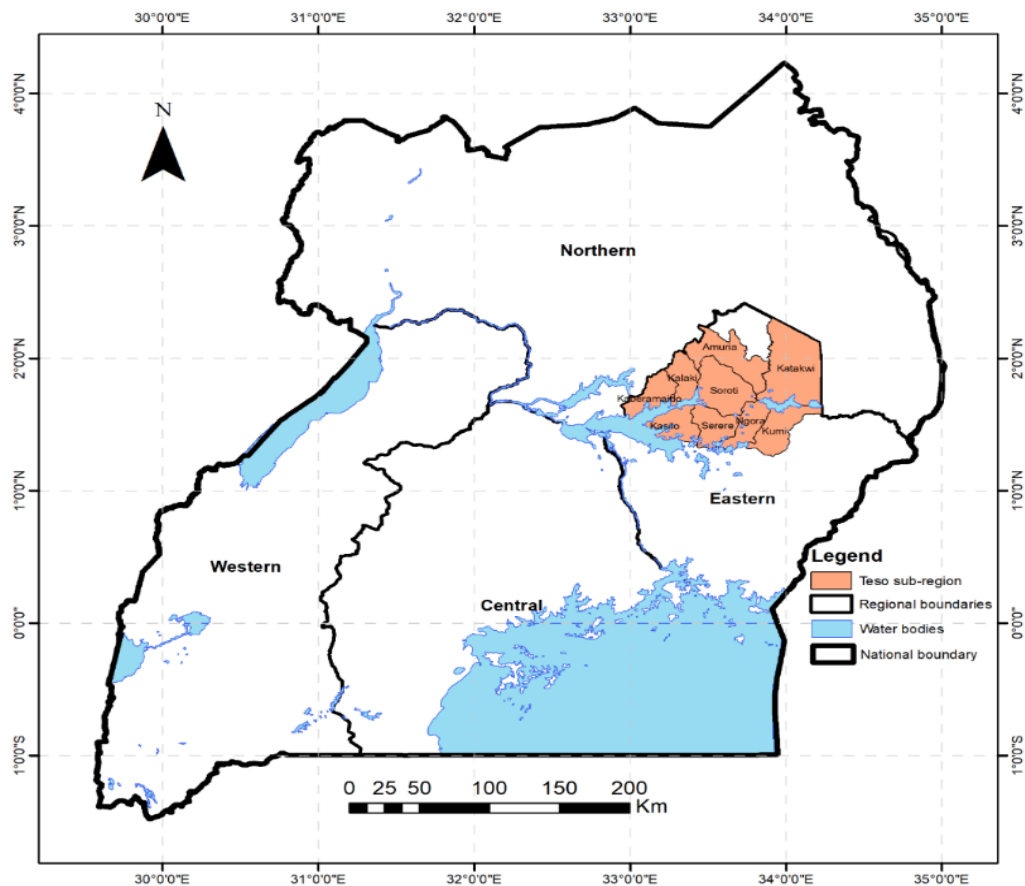 30°0'0"E 31°0'0"E 32°0'0"E 33°0'0"E 34°0'0"E 35°0'0"E
4°0'0"N 4°0'0"N
N
3°0'0"N 3°0'0"N
Northern
2°0'0"N 2°0'0"N
Amuria
Katakwi
Kalaki
Soroti
Kaberamaido
Ngora
Kasilo Serere
Kumi
1°0'0"N 1°0'0"N
Eastern
Western
Central
Legend
Teso sub-region
Regional boundaries
Water bodies
National boundary
0°0'0" 0°0'0"
1°0'0"S 1°0'0"S
0 25 50 100 150 200
Km
30°0'0"E 31°0'0"E 32°0'0"E 33°0'0"E 34°0'0"E 35°0'0"E